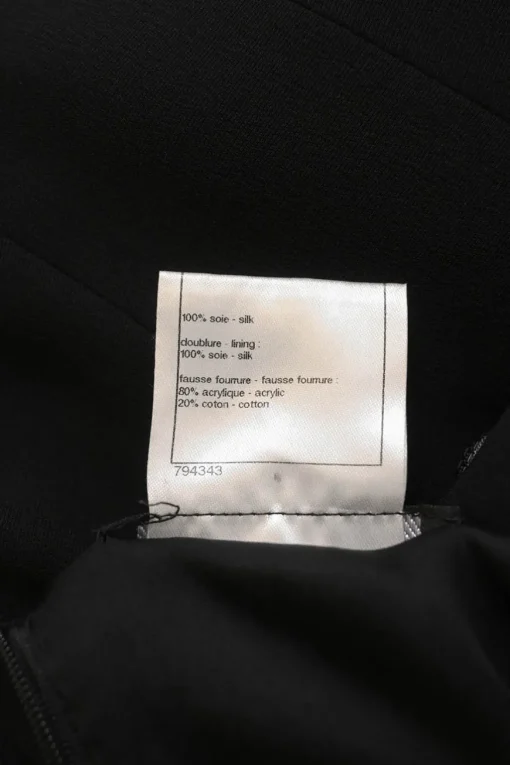 100% soie - silk
doublure - lining :
100% soie - silk
fausse fourrure - fausse fourrure :
80% acrylique - acrylic
20% coton - cotton
794343